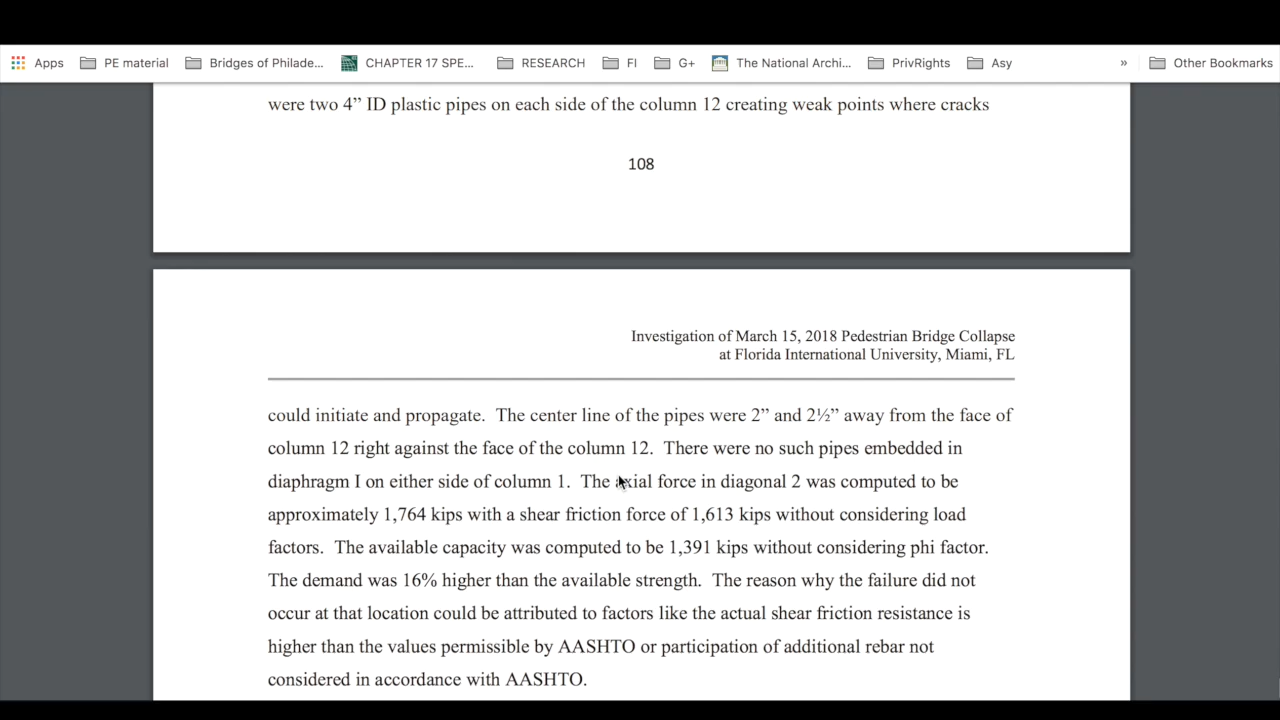 Apps PE material Bridges of Philade... CHAPTER 17 SPE... RESEARCH FI G+ The National Archi... PrivRights Asy » Other Bookmarks
were two 4” ID plastic pipes on each side of the column 12 creating weak points where cracks
108
Investigation of March 15, 2018 Pedestrian Bridge Collapse
at Florida International University, Miami, FL
could initiate and propagate. The center line of the pipes were 2” and 2½” away from the face of
column 12 right against the face of the column 12. There were no such pipes embedded in
diaphragm I on either side of column 1. The axial force in diagonal 2 was computed to be
approximately 1,764 kips with a shear friction force of 1,613 kips without considering load
factors. The available capacity was computed to be 1,391 kips without considering phi factor.
The demand was 16% higher than the available strength. The reason why the failure did not
occur at that location could be attributed to factors like the actual shear friction resistance is
higher than the values permissible by AASHTO or participation of additional rebar not
considered in accordance with AASHTO.